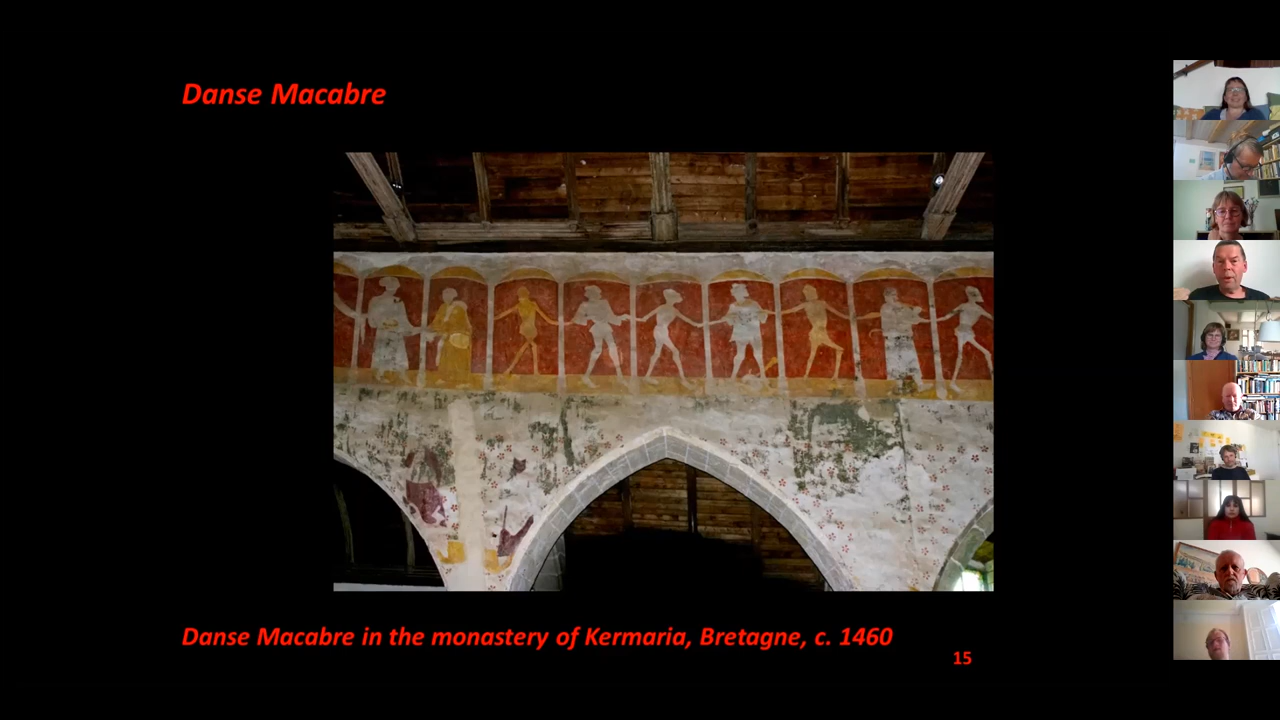 Danse Macabre
Danse Macabre in the monastery of Kermaria, Bretagne, c. 1460
15